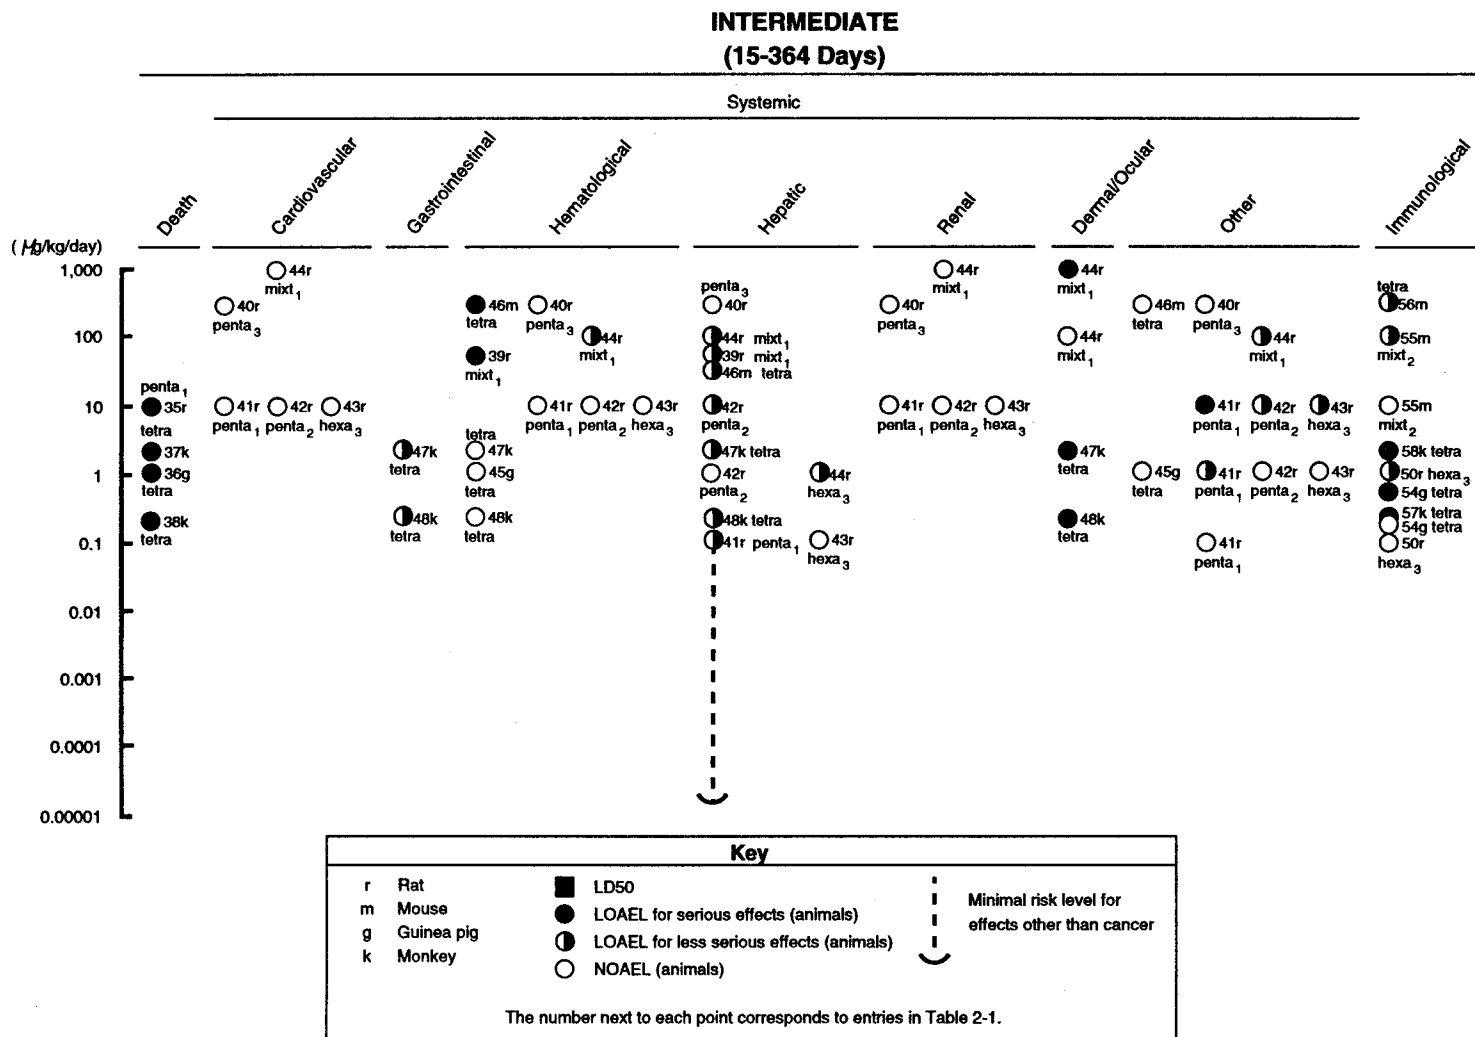 INTERMEDIATE
(15-364 Days)
Systemic
Death
Cardiovascular
Gastrointestinal
Hematological
Hepatic
Renal
Dermal/Ocular
Other
Immunological
(μg/kg/day)
1,000
100
10
1
0.1
0.01
0.001
0.0001
0.00001
penta1
35r
tetra
37k
36g
tetra
38k
tetra
44r
mixt1
40r
penta3
41r 42r 43r
penta1 penta2 hexa3
47k
tetra
48k
tetra
46m
tetra
40r
penta3
44r
mixt1
39r
mixt1
41r 42r 43r
penta1 penta2 hexa3
tetra
47k
45g
tetra
48k
tetra
penta3
40r
44r mixt1
39r mixt1
46m tetra
42r
penta2
47k tetra
42r
penta2
44r
hexa3
48k tetra
41r penta1
43r
hexa3
44r
mixt1
40r
penta3
41r 42r 43r
penta1 penta2 hexa3
44r
mixt1
44r
mixt1
47k
tetra
48k
tetra
46m
tetra
40r
penta3
44r
mixt1
41r 42r 43r
penta1 penta2 hexa3
45g 41r 42r 43r
tetra penta1 penta2 hexa3
41r
penta1
tetra
56m
55m
mixt2
55m
mixt2
58k tetra
50r hexa3
54g tetra
57k tetra
54g tetra
50r
hexa3
Key
r Rat
m Mouse
g Guinea pig
k Monkey
LD50
LOAEL for serious effects (animals)
LOAEL for less serious effects (animals)
NOAEL (animals)
Minimal risk level for
effects other than cancer
The number next to each point corresponds to entries in Table 2-1.